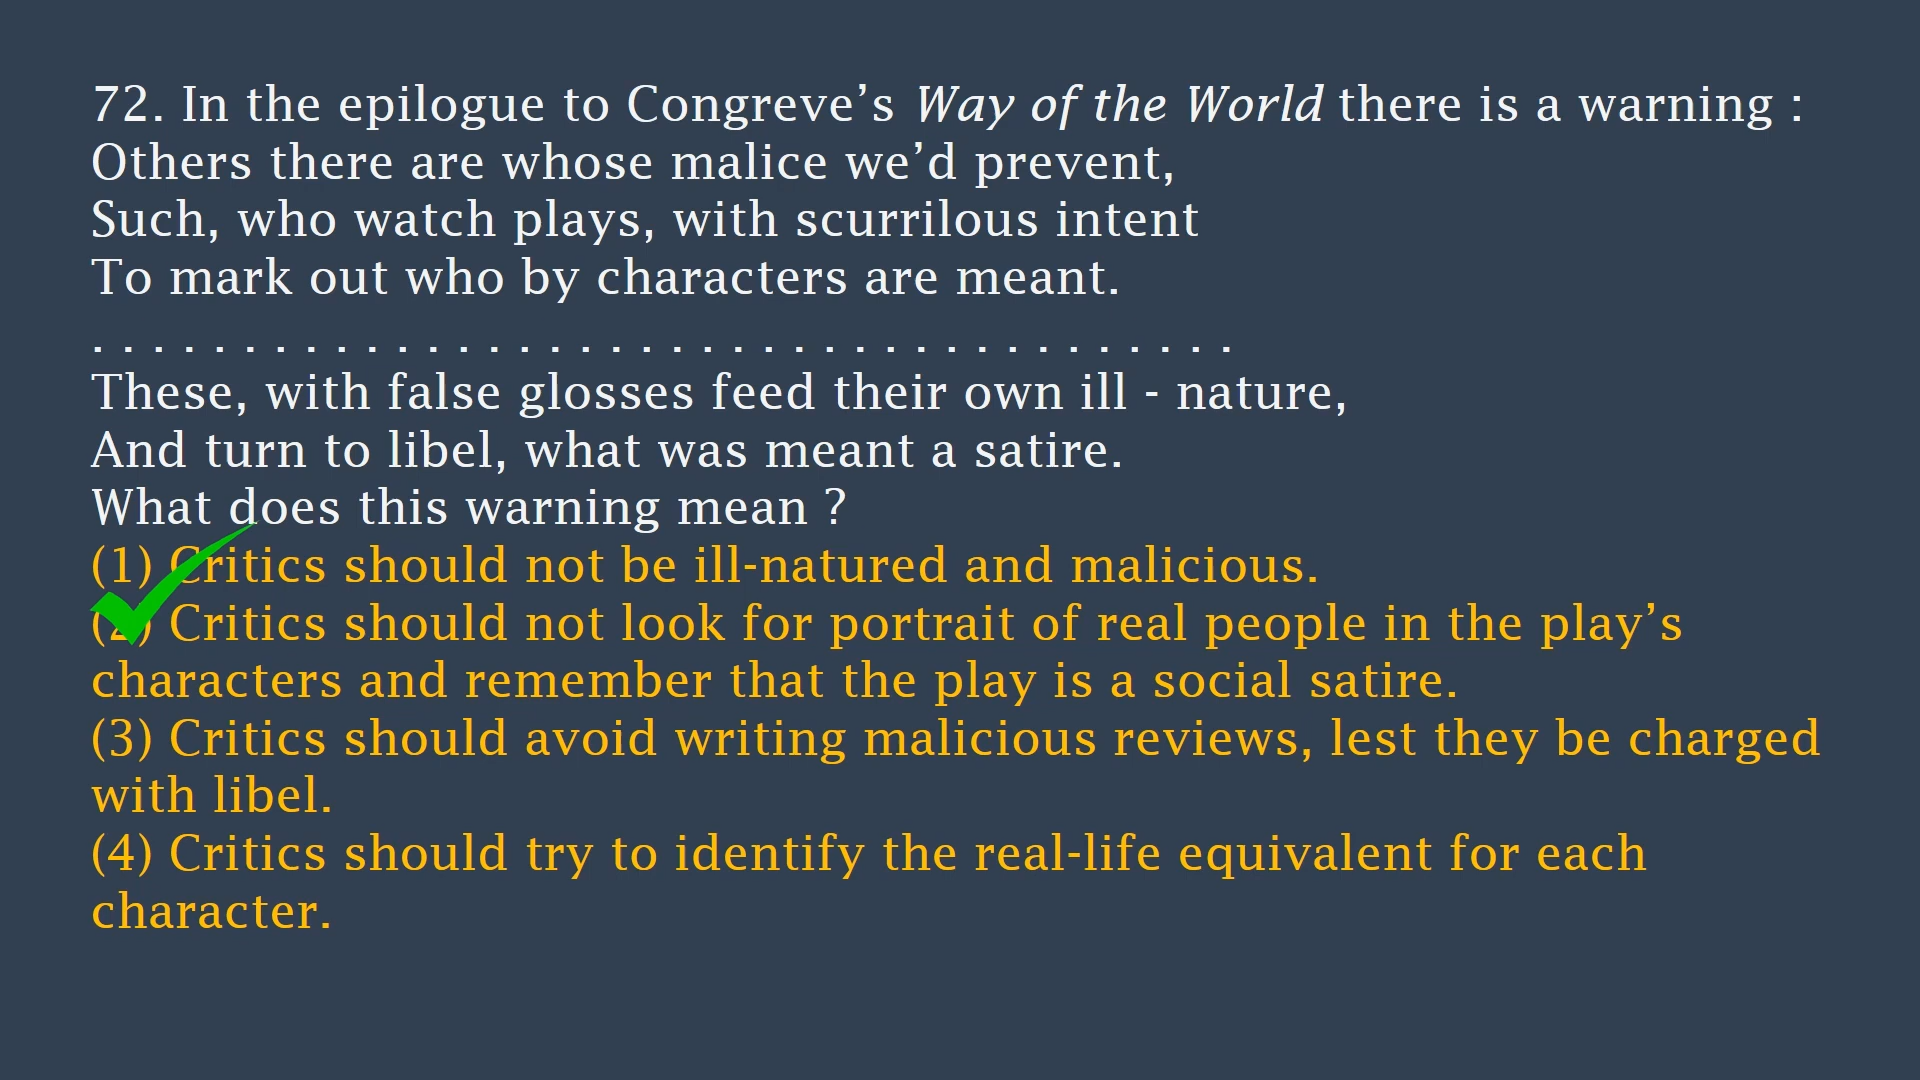 72. In the epilogue to Congreve’s Way of the World there is a warning :
Others there are whose malice we’d prevent,
Such, who watch plays, with scurrilous intent
To mark out who by characters are meant.
. . . . . . . . . . . . . . . . . . . . . . . . . . . . . . . . . . . . . .
These, with false glosses feed their own ill - nature,
And turn to libel, what was meant a satire.
What does this warning mean ?
(1) Critics should not be ill-natured and malicious.
(2) Critics should not look for portrait of real people in the play’s
characters and remember that the play is a social satire.
(3) Critics should avoid writing malicious reviews, lest they be charged
with libel.
(4) Critics should try to identify the real-life equivalent for each
character.